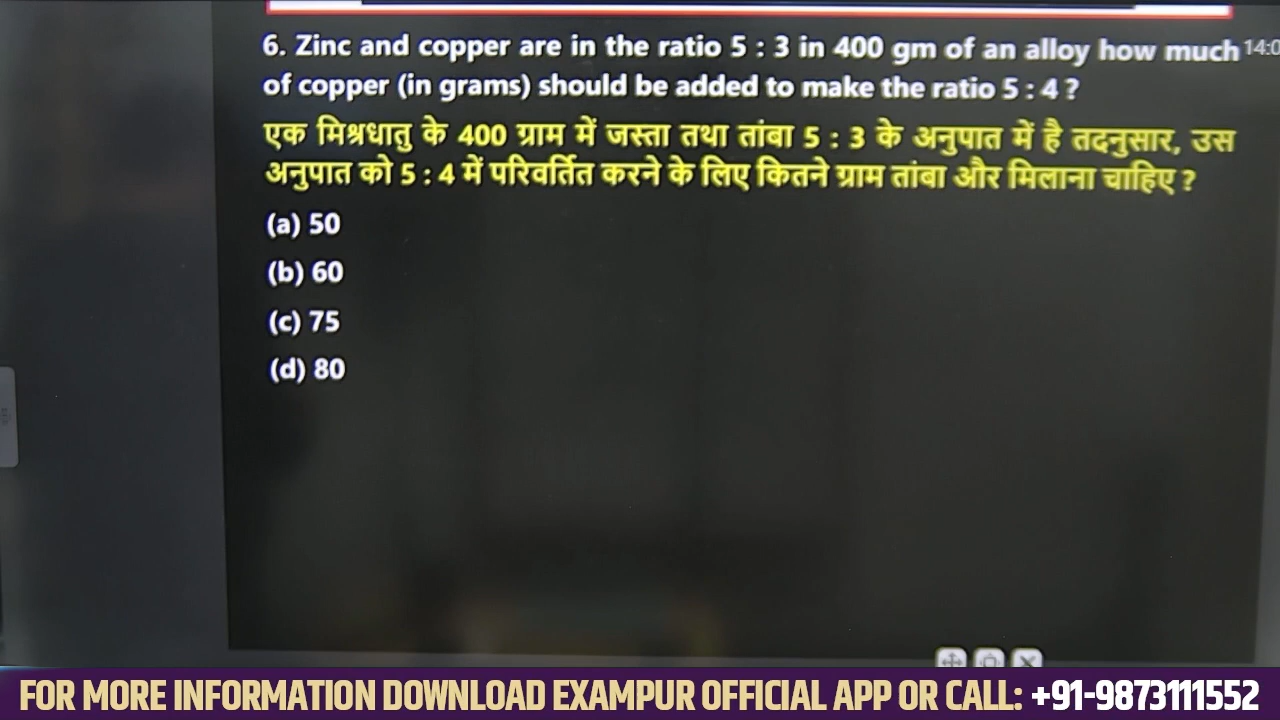 6. Zinc and copper are in the ratio 5 : 3 in 400 gm of an alloy how much
of copper (in grams) should be added to make the ratio 5 : 4 ?
एक मिश्रधातु के 400 ग्राम में जस्ता तथा तांबा 5 : 3 के अनुपात में है तदनुसार, उस
अनुपात को 5 : 4 में परिवर्तित करने के लिए कितने ग्राम तांबा और मिलाना चाहिए ?
(a) 50
(b) 60
(c) 75
(d) 80
FOR MORE INFORMATION DOWNLOAD EXAMPUR OFFICIAL APP OR CALL: +91-9873111552